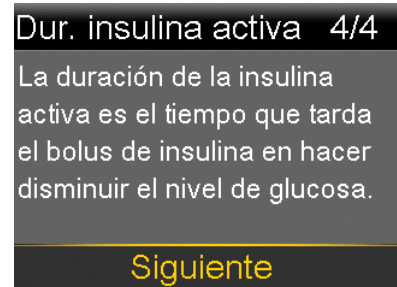 Dur. insulina activa 4/4
La duración de la insulina
activa es el tiempo que tarda
el bolus de insulina en hacer
disminuir el nivel de glucosa.
Siguiente